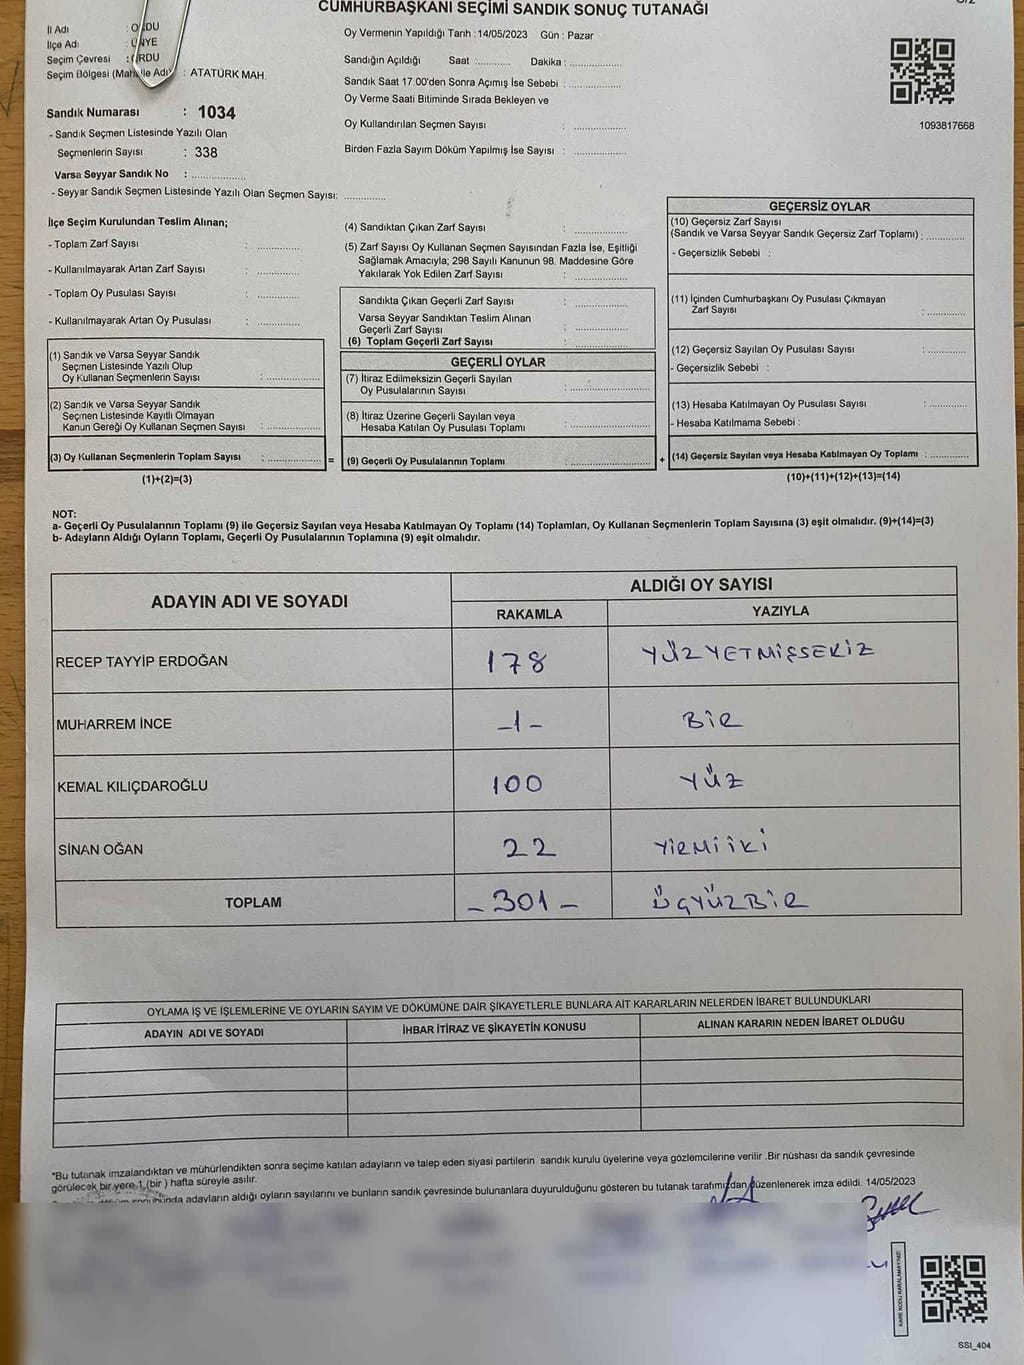 CUMHURBAŞKANI SEÇİMİ SANDIK SONUÇ TUTANAĞI
İl Adı : ORDU
İlçe Adı : ÜNYE
Seçim Çevresi : ORDU
Seçim Bölgesi (Mahalle Adı) : ATATÜRK MAH.
Sandık Numarası : 1034
- Sandık Seçmen Listesinde Yazılı Olan
Seçmenlerin Sayısı : 338
Varsa Seyyar Sandık No : ...............
- Seyyar Sandık Seçmen Listesinde Yazılı Olan Seçmen Sayısı: ............
Oy Vermenin Yapıldığı Tarih : 14/05/2023 Gün : Pazar
Sandığın Açıldığı Saat : .......... Dakika : ..............
Sandık Saat 17.00'den Sonra Açımış İse Sebebi : ..............
Oy Verme Saati Bitiminde Sırada Bekleyen ve
Oy Kullandırılan Seçmen Sayısı : ..............
Birden Fazla Sayım Döküm Yapılmış İse Sayısı : ..............
1093817668
İlçe Seçim Kurulundan Teslim Alınan;
- Toplam Zarf Sayısı : ............
- Kullanılmayarak Artan Zarf Sayısı : ............
- Toplam Oy Pusulası Sayısı : ............
- Kullanılmayarak Artan Oy Pusulası : ............
(1) Sandık ve Varsa Seyyar Sandık
Seçmen Listesinde Yazılı Olup
Oy Kullanan Seçmenlerin Sayısı : ..............
(2) Sandık ve Varsa Seyyar Sandık
Seçmen Listesinde Kayıtlı Olmayan
Kanun Gereği Oy Kullanan Seçmen Sayısı : ..............
(3) Oy Kullanan Seçmenlerin Toplam Sayısı : .............. =
(1)+(2)=(3)
(4) Sandıktan Çıkan Zarf Sayısı : ..............
(5) Zarf Sayısı Oy Kullanan Seçmen Sayısından Fazla İse, Eşitliği
Sağlamak Amacıyla; 298 Sayılı Kanunun 98. Maddesine Göre
Yakılarak Yok Edilen Zarf Sayısı : ..............
Sandıkta Çıkan Geçerli Zarf Sayısı : ..............
Varsa Seyyar Sandıktan Teslim Alınan
Geçerli Zarf Sayısı : ..............
(6) Toplam Geçerli Zarf Sayısı : ..............
GEÇERLİ OYLAR
(7) İtiraz Edilmeksizin Geçerli Sayılan
Oy Pusulalarının Sayısı : ..............
(8) İtiraz Üzerine Geçerli Sayılan veya
Hesaba Katılan Oy Pusulası Toplamı : ..............
(9) Geçerli Oy Pusulalarının Toplamı : .............. +
GEÇERSİZ OYLAR
(10) Geçersiz Zarf Sayısı
(Sandık ve Varsa Seyyar Sandık Geçersiz Zarf Toplamı) : ..........
- Geçersizlik Sebebi :
(11) İçinden Cumhurbaşkanı Oy Pusulası Çıkmayan
Zarf Sayısı : ..........
(12) Geçersiz Sayılan Oy Pusulası Sayısı : ..........
- Geçersizlik Sebebi :
(13) Hesaba Katılmayan Oy Pusulası Sayısı : ..........
- Hesaba Katılmama Sebebi :
(14) Geçersiz Sayılan veya Hesaba Katılmayan Oy Toplamı : ..........
(10)+(11)+(12)+(13)=(14)
NOT:
a- Geçerli Oy Pusulalarının Toplamı (9) ile Geçersiz Sayılan veya Hesaba Katılmayan Oy Toplamı (14) Toplamları, Oy Kullanan Seçmenlerin Toplam Sayısına (3) eşit olmalıdır. (9)+(14)=(3)
b- Adayların Aldığı Oyların Toplamı, Geçerli Oy Pusulalarının Toplamına (9) eşit olmalıdır.
ADAYIN ADI VE SOYADI ALDIĞI OY SAYISI
RAKAMLA YAZIYLA
RECEP TAYYİP ERDOĞAN 178 YÜZYETMİŞSEKİZ
MUHARREM İNCE -1- BİR
KEMAL KILIÇDAROĞLU 100 YÜZ
SİNAN OĞAN 22 YİRMİİKİ
TOPLAM -301- ÜÇYÜZBİR
OYLAMA İŞ VE İŞLEMLERİNE VE OYLARIN SAYIM VE DÖKÜMÜNE DAİR ŞİKAYETLERLE BUNLARA AİT KARARLARIN NELERDEN İBARET BULUNDUKLARI
ADAYIN ADI VE SOYADI İHBAR İTİRAZ VE ŞİKAYETİN KONUSU ALINAN KARARIN NEDEN İBARET OLDUĞU
*Bu tutanak imzalandıktan ve mühürlendikten sonra seçime katılan adayların ve talep eden siyasi partilerin sandık kurulu üyelerine veya gözlemcilerine verilir .Bir nüshası da sandık çevresinde
görülecek bir yere 1 (bir ) hafta süreyle asılır.
adayların aldığı oyların sayılarını ve bunların sandık çevresinde bulunanlara duyurulduğunu gösteren bu tutanak tarafımızdan düzenlenerek imza edildi. 14/05/2023
KARE KODU KARALAMAYINIZ!
SSI_404